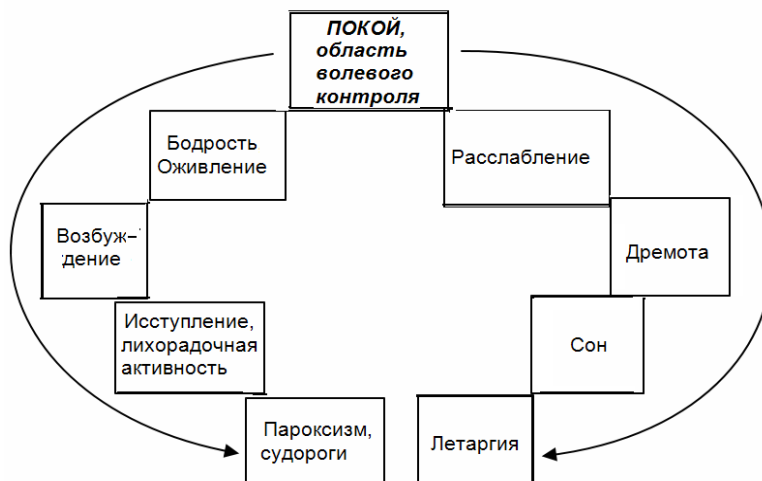 ПОКОЙ,
область
волевого
контроля
Бодрость
Оживление
Расслабление
Возбуж–
дение
Дремота
Исступление,
лихорадочная
активность
Сон
Пароксизм,
судороги
Летаргия